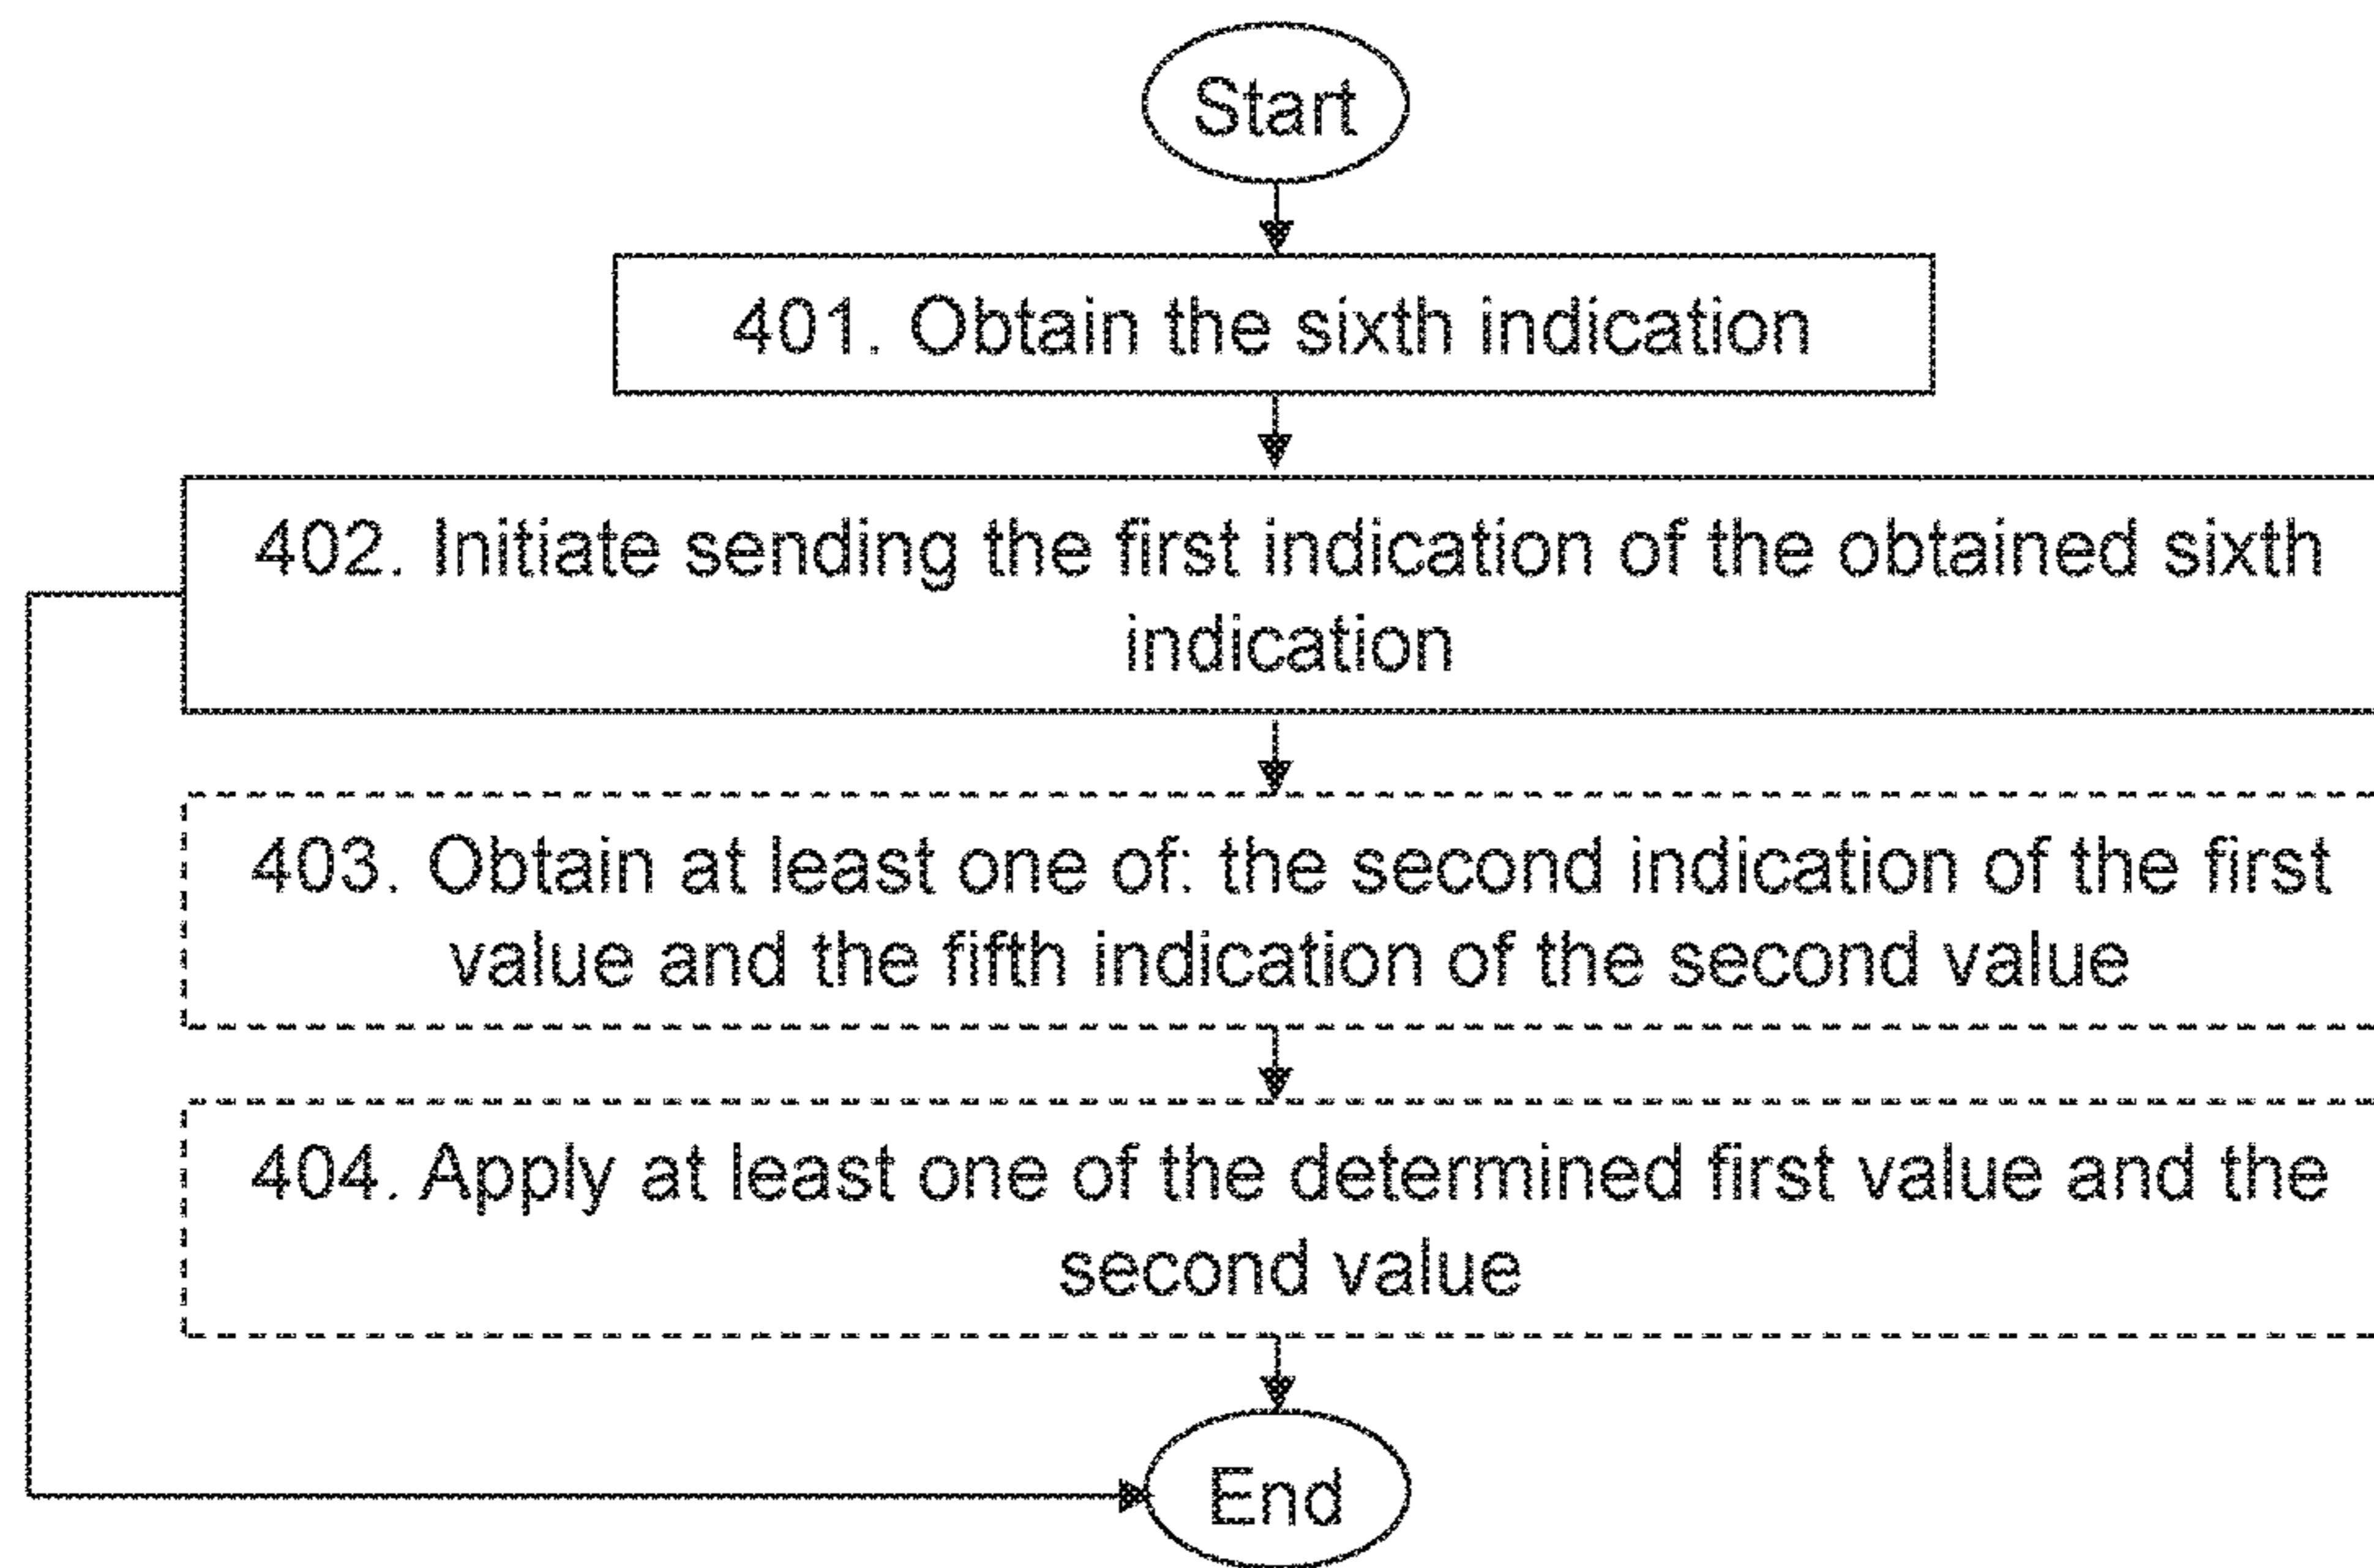 Start
401. Obtain the sixth indication
402. Initiate sending the first indication of the obtained sixth
indication
403. Obtain at least one of: the second indication of the first
value and the fifth indication of the second value
404. Apply at least one of the determined first value and the
second value
End